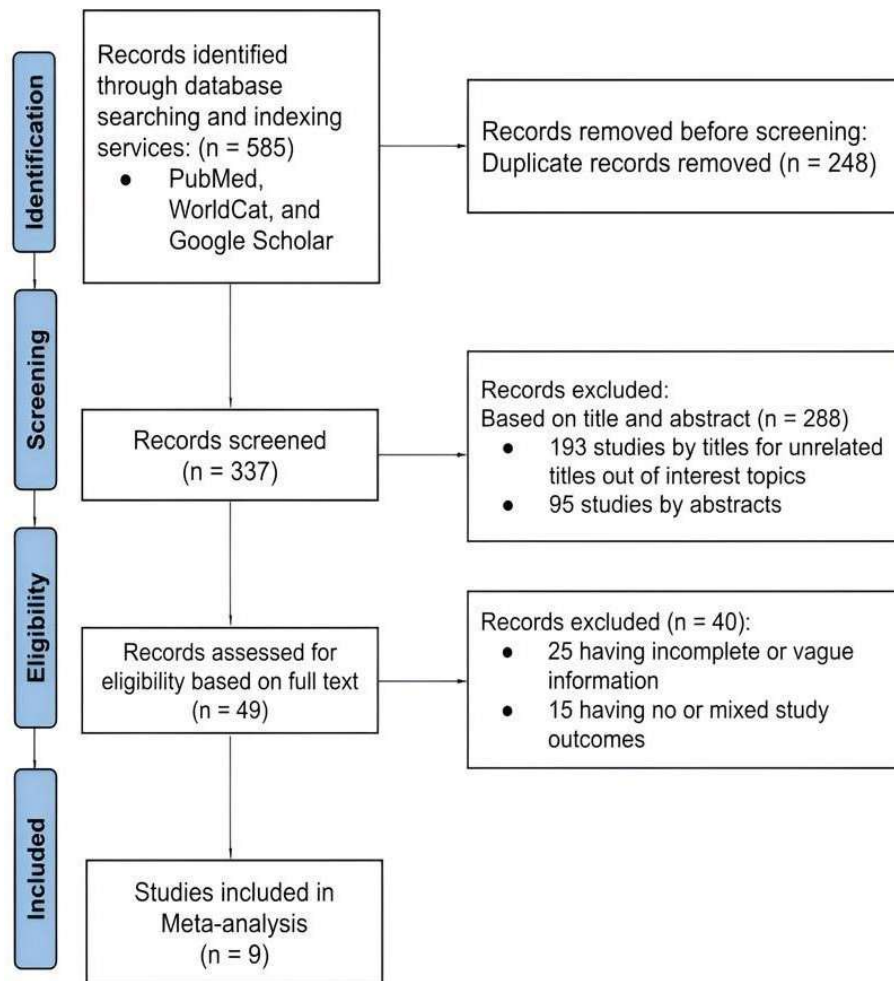 Identification
Records identified
through database
searching and indexing
services: (n = 585)
● PubMed,
WorldCat, and
Google Scholar
Records removed before screening:
Duplicate records removed (n = 248)
Screening
Records screened
(n = 337)
Records excluded:
Based on title and abstract (n = 288)
● 193 studies by titles for unrelated
titles out of interest topics
● 95 studies by abstracts
Eligibility
Records assessed for
eligibility based on full text
(n = 49)
Records excluded (n = 40):
● 25 having incomplete or vague
information
● 15 having no or mixed study
outcomes
Included
Studies included in
Meta-analysis
(n = 9)